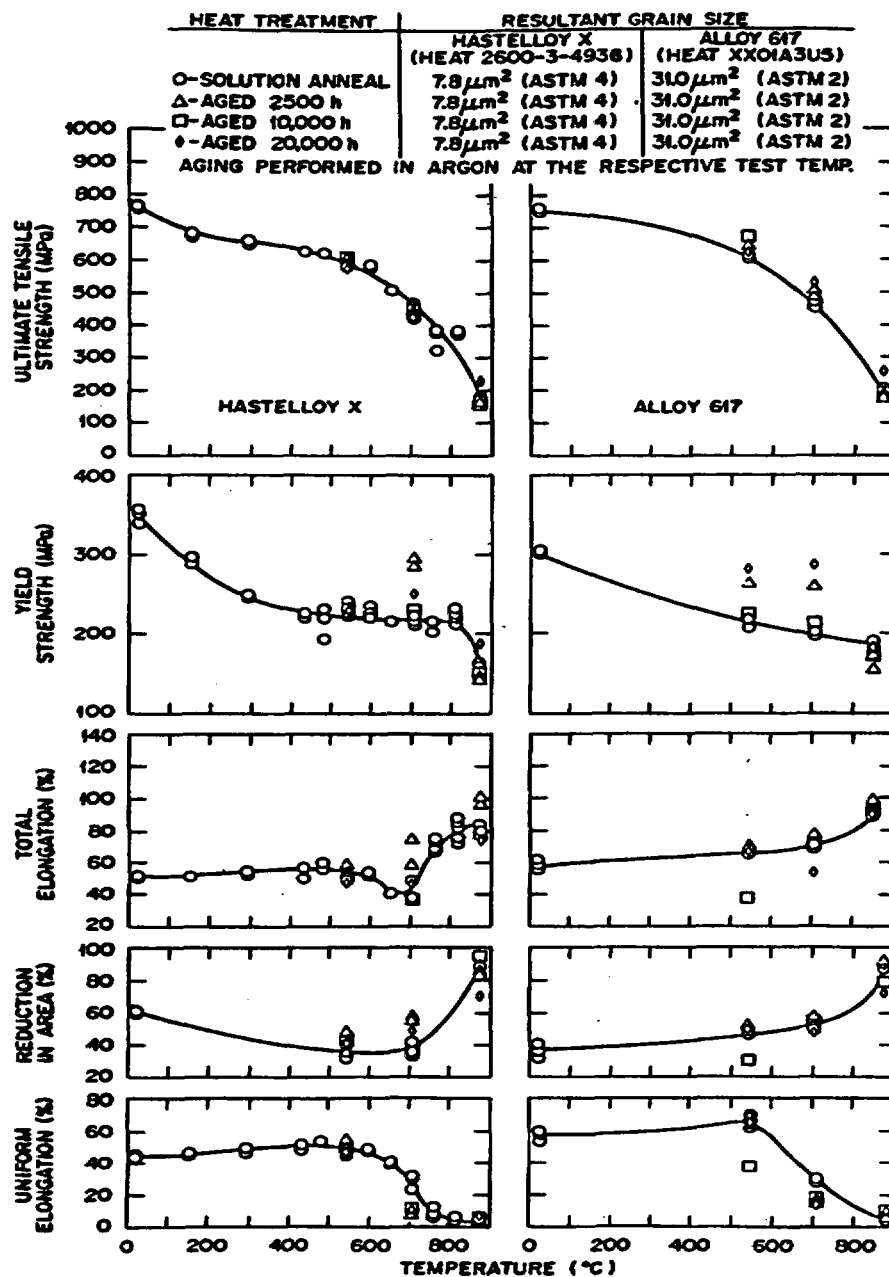 HEAT TREATMENT RESULTANT GRAIN SIZE
HASTELLOY X ALLOY 617
(HEAT 2600-3-4936) (HEAT XX01A3U5)
O-SOLUTION ANNEAL 7.8μm² (ASTM 4) 31.0μm² (ASTM 2)
△-AGED 2500 h 7.8μm² (ASTM 4) 31.0μm² (ASTM 2)
□-AGED 10,000 h 7.8μm² (ASTM 4) 31.0μm² (ASTM 2)
⬧-AGED 20,000 h 7.8μm² (ASTM 4) 31.0μm² (ASTM 2)
AGING PERFORMED IN ARGON AT THE RESPECTIVE TEST TEMP.
ULTIMATE TENSILE
STRENGTH (MPa)
1000
900
800
700
600
500
400
300
200
100
0
HASTELLOY X
ALLOY 617
YIELD
STRENGTH (MPa)
400
300
200
100
TOTAL
ELONGATION (%)
140
120
100
80
60
40
20
REDUCTION
IN AREA (%)
100
80
60
40
20
UNIFORM
ELONGATION (%)
80
60
40
20
0
0 200 400 600 800 0 200 400 600 800
TEMPERATURE (°C)